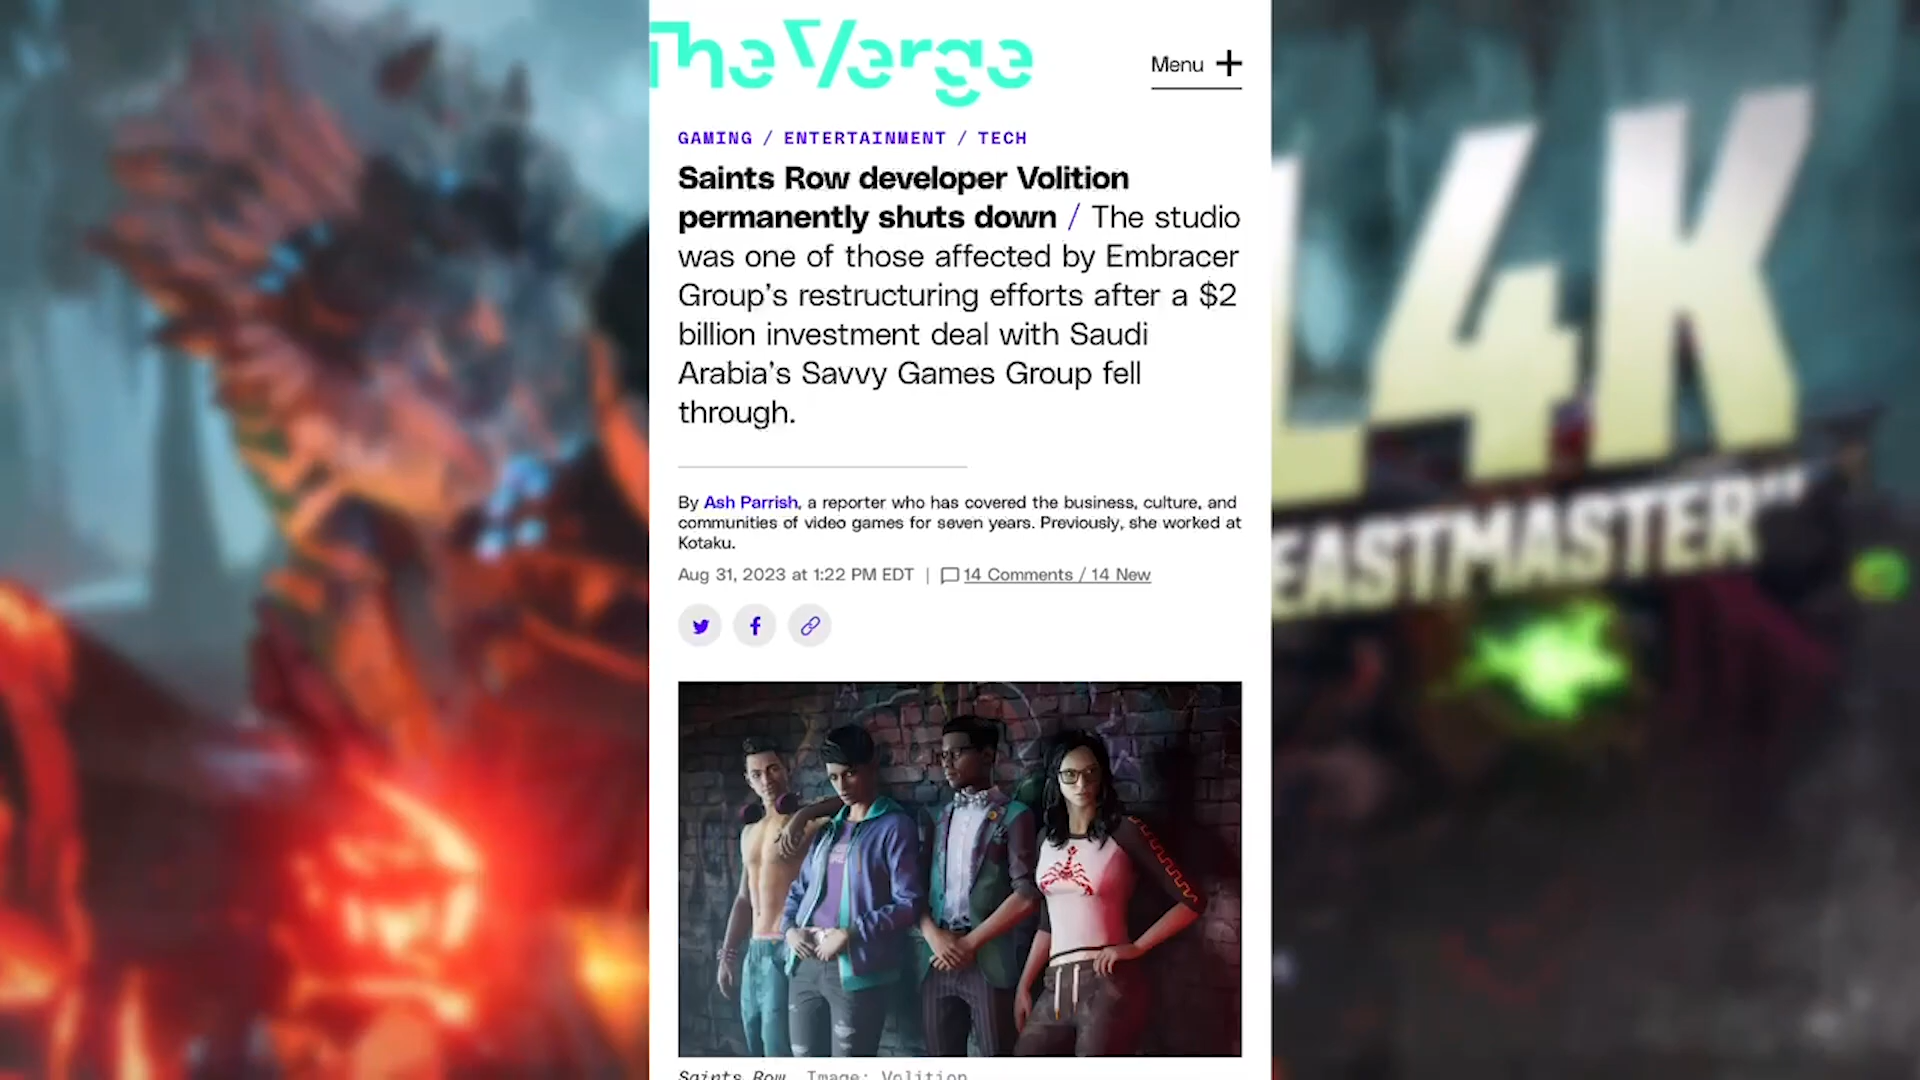 The Verge
Menu +
GAMING / ENTERTAINMENT / TECH
Saints Row developer Volition
permanently shuts down / The studio
was one of those affected by Embracer
Group's restructuring efforts after a $2
billion investment deal with Saudi
Arabia's Savvy Games Group fell
through.
By Ash Parrish, a reporter who has covered the business, culture, and
communities of video games for seven years. Previously, she worked at
Kotaku.
Aug 31, 2023 at 1:22 PM EDT | 14 Comments / 14 New
Saints Row. Image: Volition
L4K
EASTMASTER"